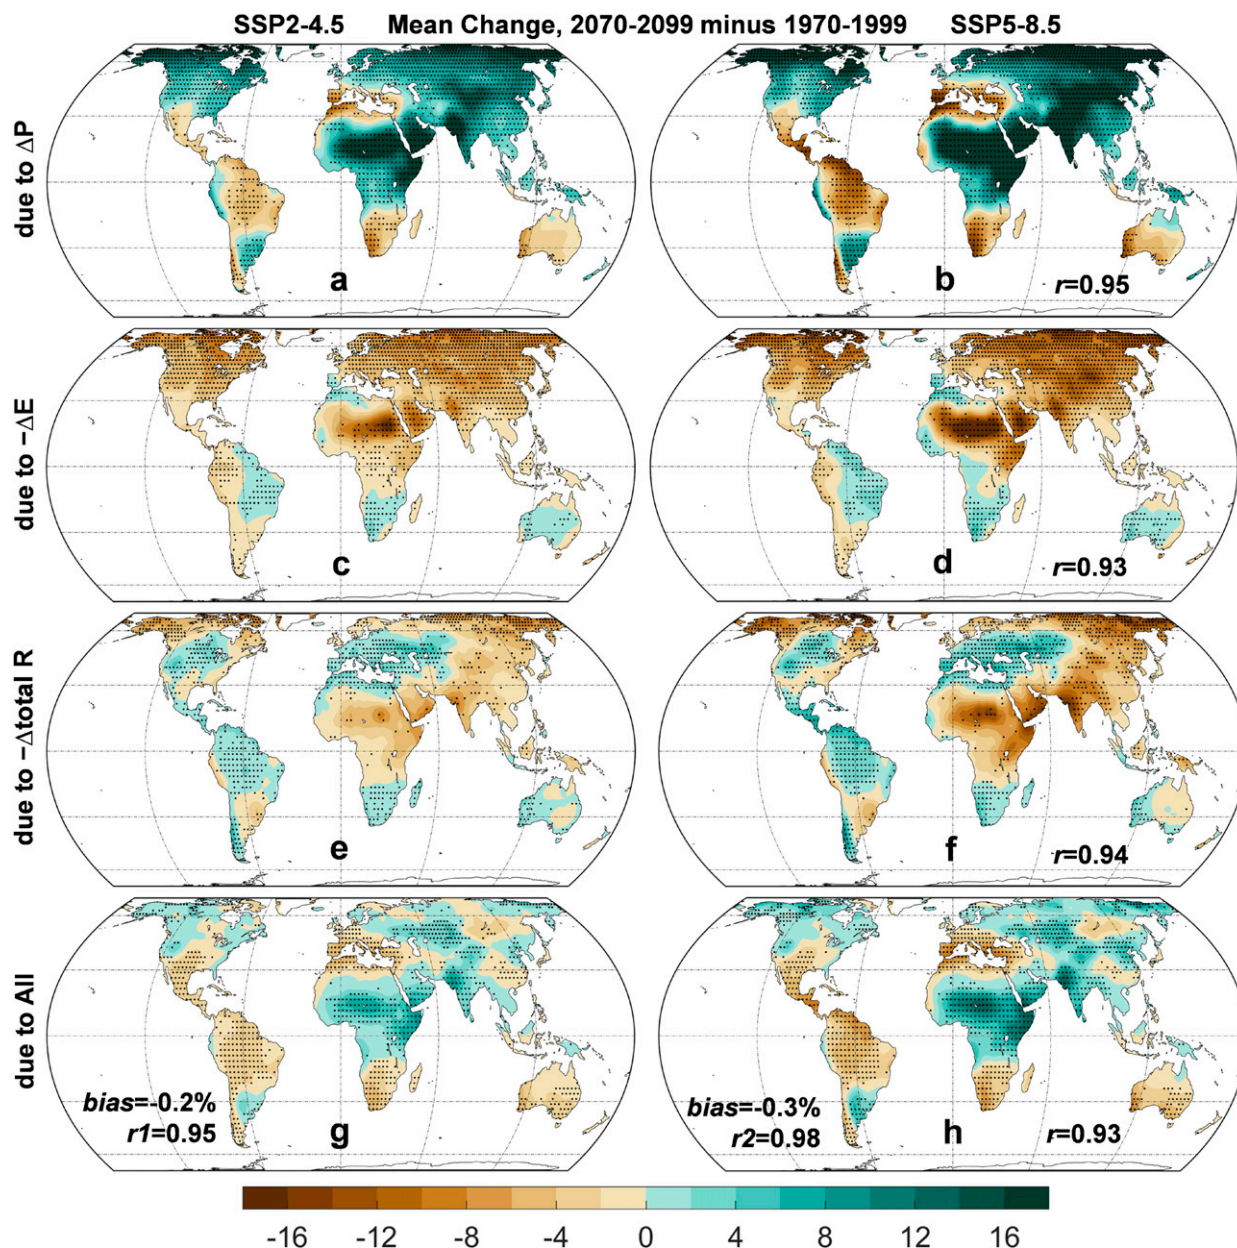 SSP2-4.5 Mean Change, 2070-2099 minus 1970-1999 SSP5-8.5
due to ΔP
a
b
r=0.95
due to −ΔE
c
d
r=0.93
due to −Δtotal R
e
f
r=0.94
due to All
bias=-0.2%
r1=0.95
g
bias=-0.3%
r2=0.98
h
r=0.93
-16 -12 -8 -4 0 4 8 12 16